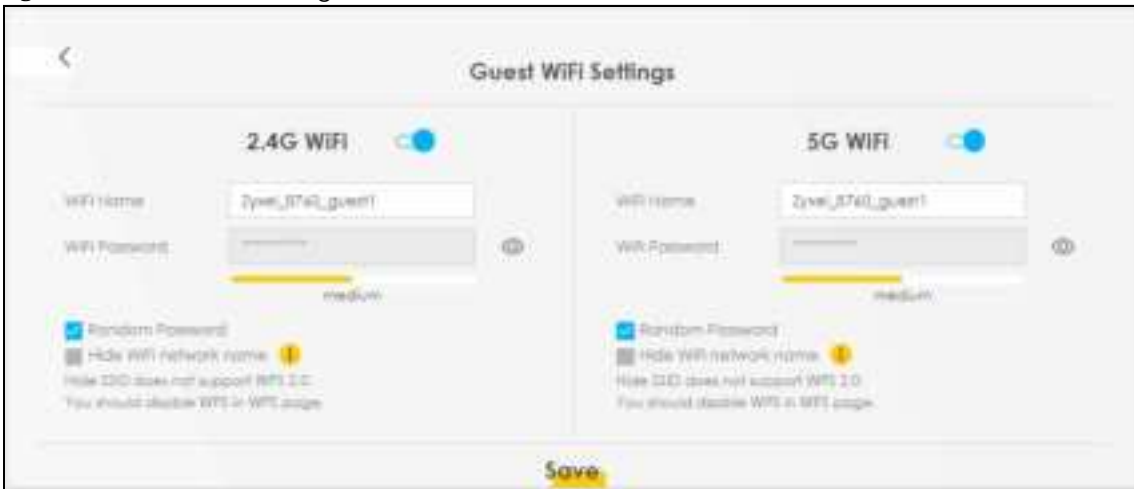 Guest WiFi Settings
2.4G WiFi
WiFi Name
WiFi Password
medium
Random Password
Hide WiFi network name
Hide SSID does not support WPS 2.0.
You should disable WPS in WPS page.
5G WiFi
WiFi Name
WiFi Password
medium
Random Password
Hide WiFi network name
Hide SSID does not support WPS 2.0.
You should disable WPS in WPS page.
Save